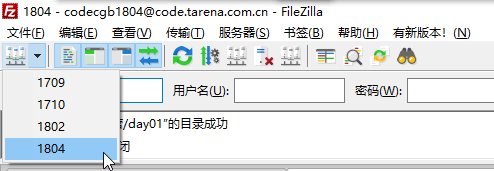 1804 - codecgb1804@code.tarena.com.cn - FileZilla
文件(F) 编辑(E) 查看(V) 传输(T) 服务器(S) 书签(B) 帮助(H) 有新版本！(N)
1709
1710
1802
1804
用户名(U):
密码(W):
/day01"的目录成功
闭